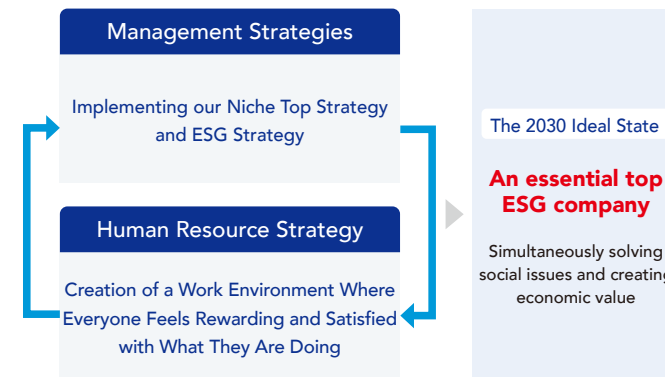 Management Strategies
Implementing our Niche Top Strategy
and ESG Strategy
Human Resource Strategy
Creation of a Work Environment Where
Everyone Feels Rewarding and Satisfied
with What They Are Doing
The 2030 Ideal State
An essential top
ESG company
Simultaneously solving
social issues and creating
economic value